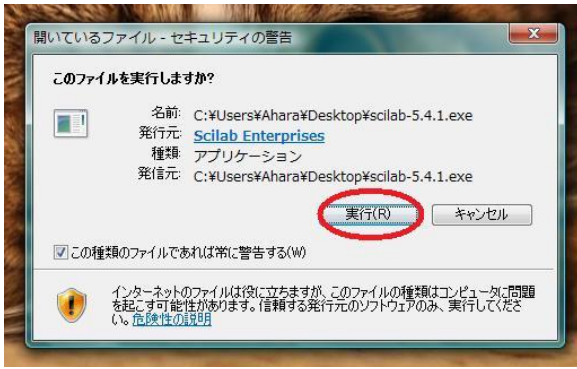 開いているファイル - セキュリティの警告
このファイルを実行しますか?
名前: C:¥Users¥Ahara¥Desktop¥scilab-5.4.1.exe
発行元: Scilab Enterprises
種類: アプリケーション
発信元: C:¥Users¥Ahara¥Desktop¥scilab-5.4.1.exe
実行(R) キャンセル
この種類のファイルであれば常に警告する(W)
インターネットのファイルは役に立ちますが、このファイルの種類はコンピュータに問題
を起こす可能性があります。信頼する発行元のソフトウェアのみ、実行してくださ
い。危険性の説明